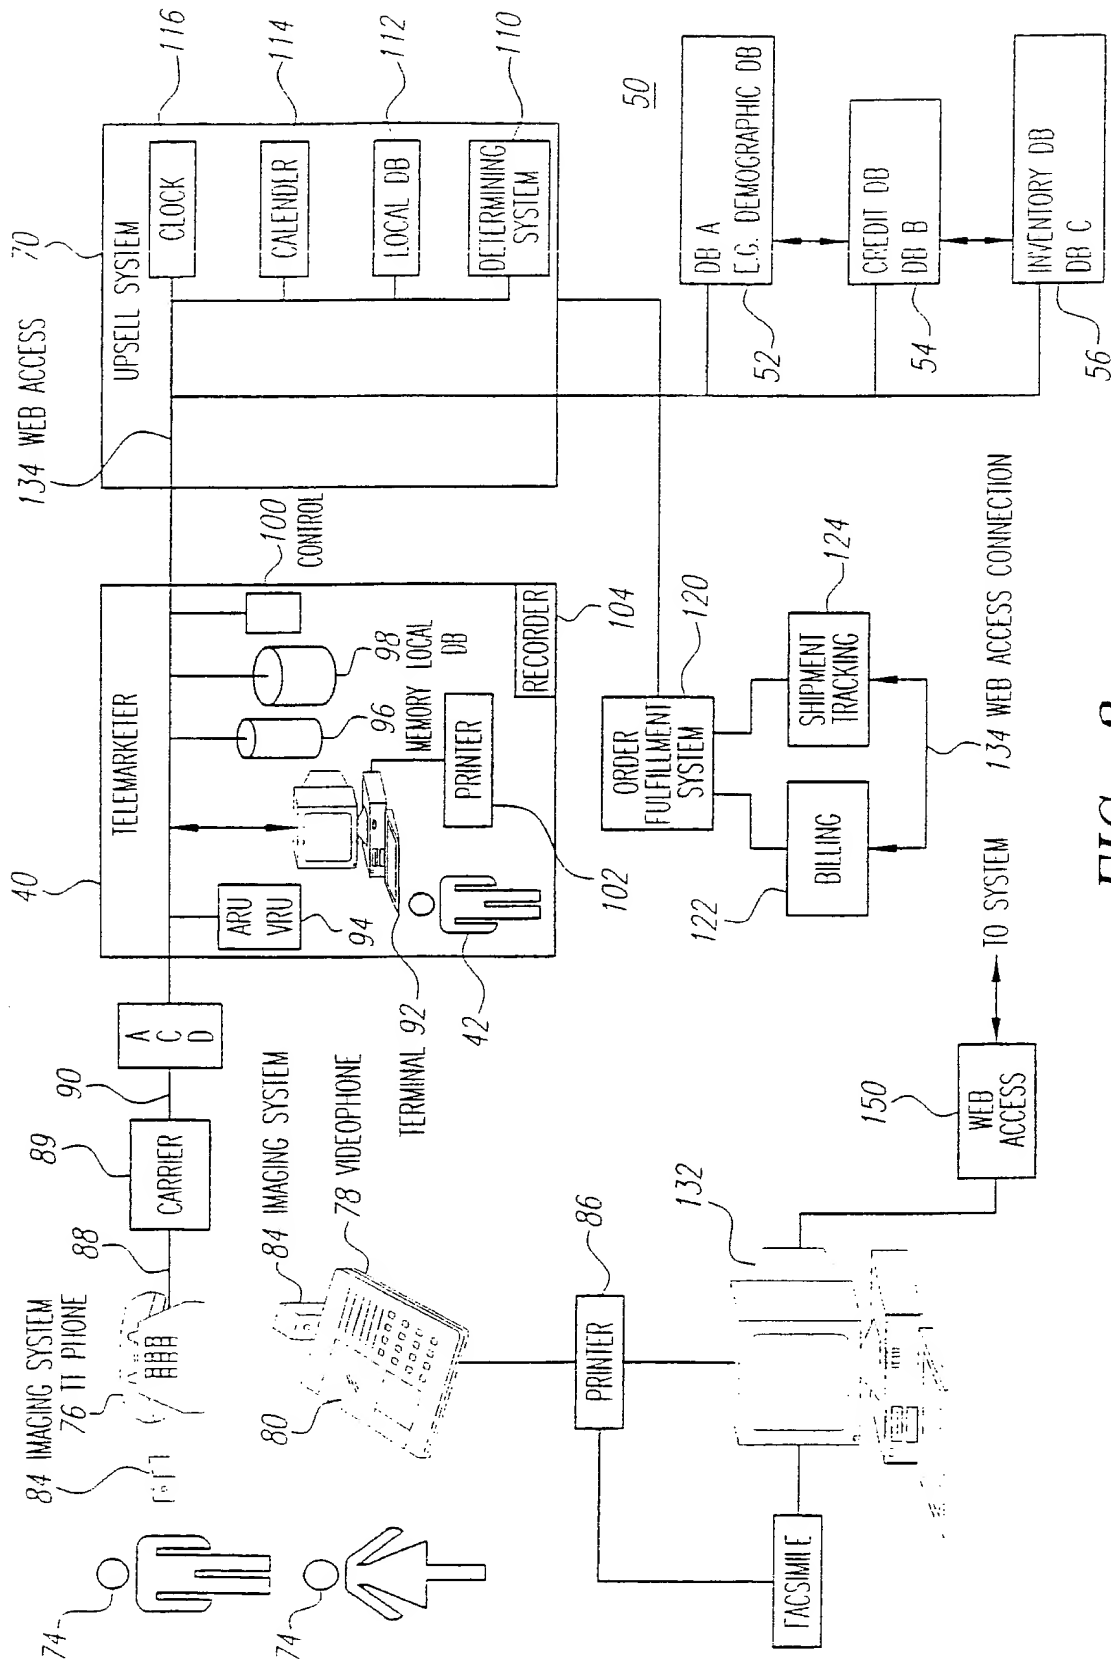 74
84 IMAGING SYSTEM
76 TT PHONE
88
89
CARRIER
90
A
C
D
40
TELEMARKETER
ARU
VRU
94
TERMINAL 92
42
96
MEMORY
98
LOCAL
DB
100
CONTROL
PRINTER
102
RECORDER
104
134 WEB ACCESS
70
UPSELL SYSTEM
CLOCK
116
CALENDER
114
LOCAL DB
112
DETERMINING
SYSTEM
110
74
80
84 IMAGING SYSTEM
78 VIDEOPHONE
PRINTER
86
FACSIMILE
132
150
WEB
ACCESS
TO SYSTEM
ORDER
FULFILLMENT
SYSTEM
120
BILLING
122
SHIPMENT
TRACKING
124
134 WEB ACCESS CONNECTION
50
DB A
E.G. DEMOGRAPHIC DB
52
CREDIT DB
DB B
54
INVENTORY DB
DB C
56